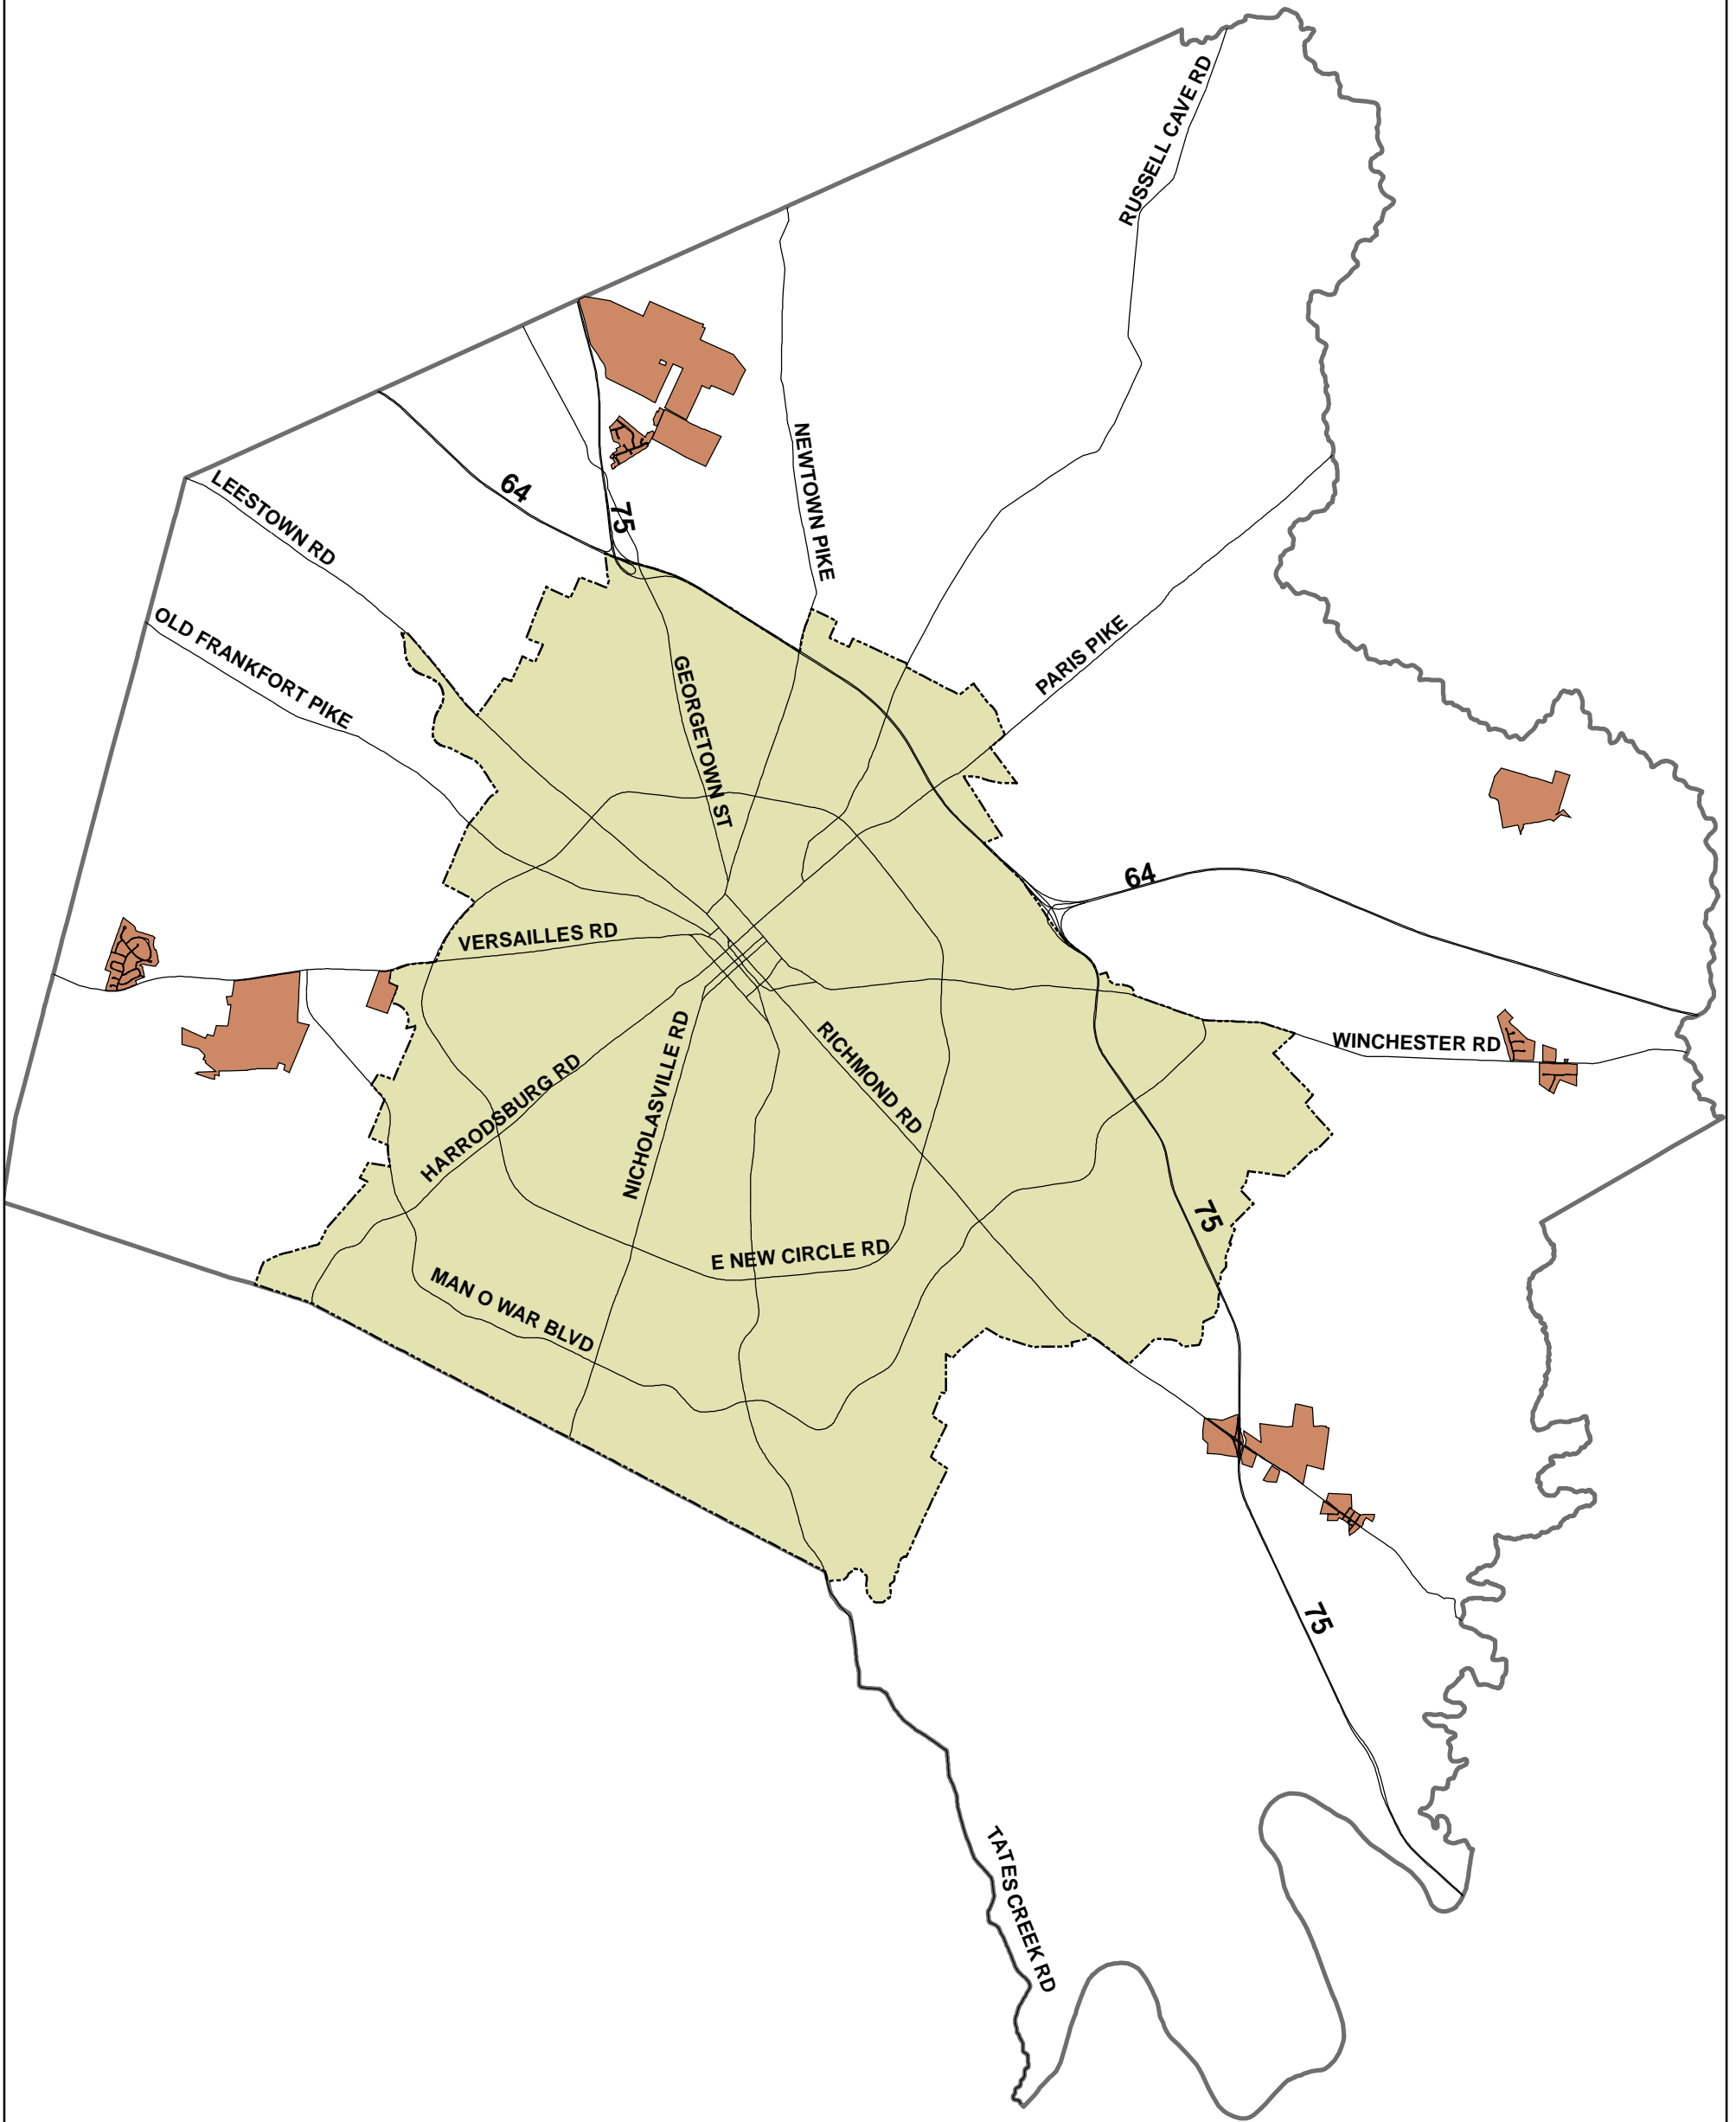 RUSSELL CAVE RD
NEWTOWN PIKE
64
75
LEESTOWN RD
OLD FRANKFORT PIKE
PARIS PIKE
GEORGETOWN ST
64
VERSAILLES RD
WINCHESTER RD
RICHMOND RD
NICHOLASVILLE RD
HARRODSBURG RD
75
E NEW CIRCLE RD
MAN O WAR BLVD
75
TATES CREEK RD